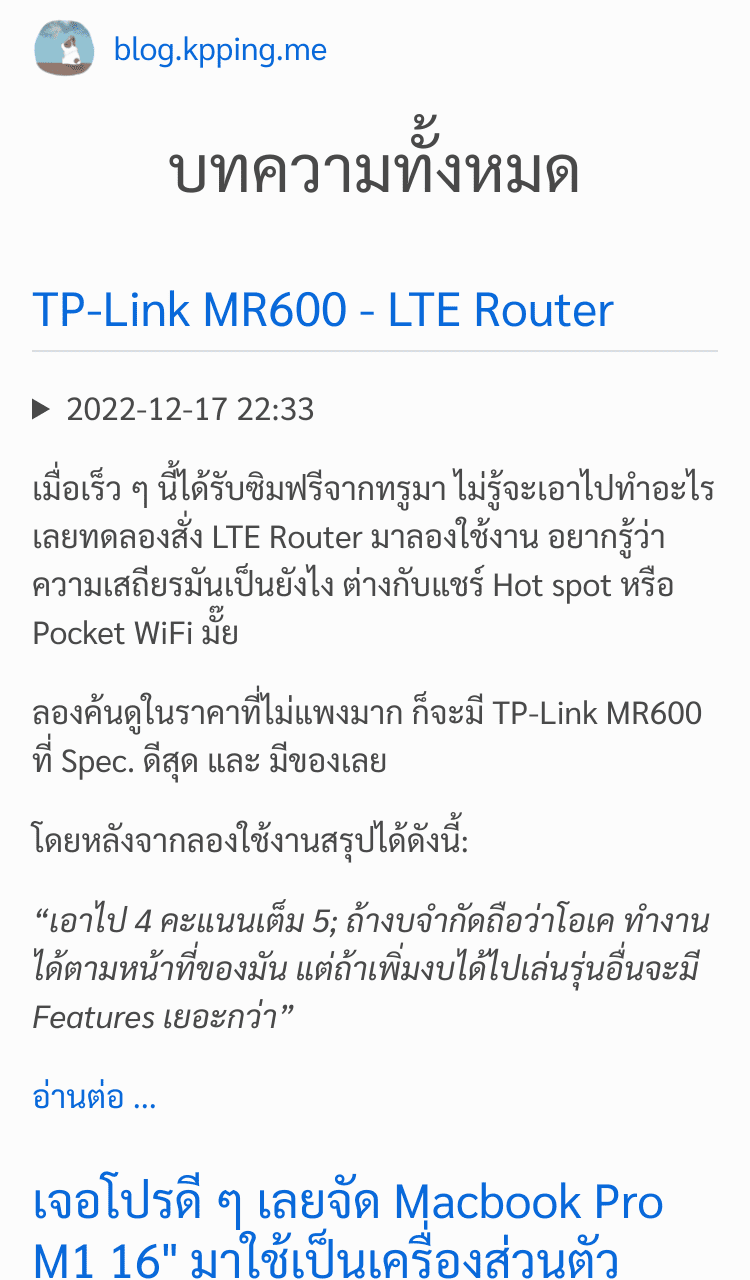 blog.kpping.me
บทความทั้งหมด
TP-Link MR600 - LTE Router
2022-12-17 22:33
เมื่อเร็ว ๆ นี้ได้รับซิมฟรีจากทรูมา ไม่รู้จะเอาไปทำอะไร
เลยทดลองสั่ง LTE Router มาลองใช้งาน อยากรู้ว่า
ความเสถียรมันเป็นยังไง ต่างกับแชร์ Hot spot หรือ
Pocket WiFi มั๊ย
ลองค้นดูในราคาที่ไม่แพงมาก ก็จะมี TP-Link MR600
ที่ Spec. ดีสุด และ มีของเลย
โดยหลังจากลองใช้งานสรุปได้ดังนี้:
“เอาไป 4 คะแนนเต็ม 5; ถ้างบจำกัดถือว่าโอเค ทำงาน
ได้ตามหน้าที่ของมัน แต่ถ้าเพิ่มงบได้ไปเล่นรุ่นอื่นจะมี
Features เยอะกว่า”
อ่านต่อ ...
เจอโปรดี ๆ เลยจัด Macbook Pro
M1 16" มาใช้เป็นเครื่องส่วนตัว